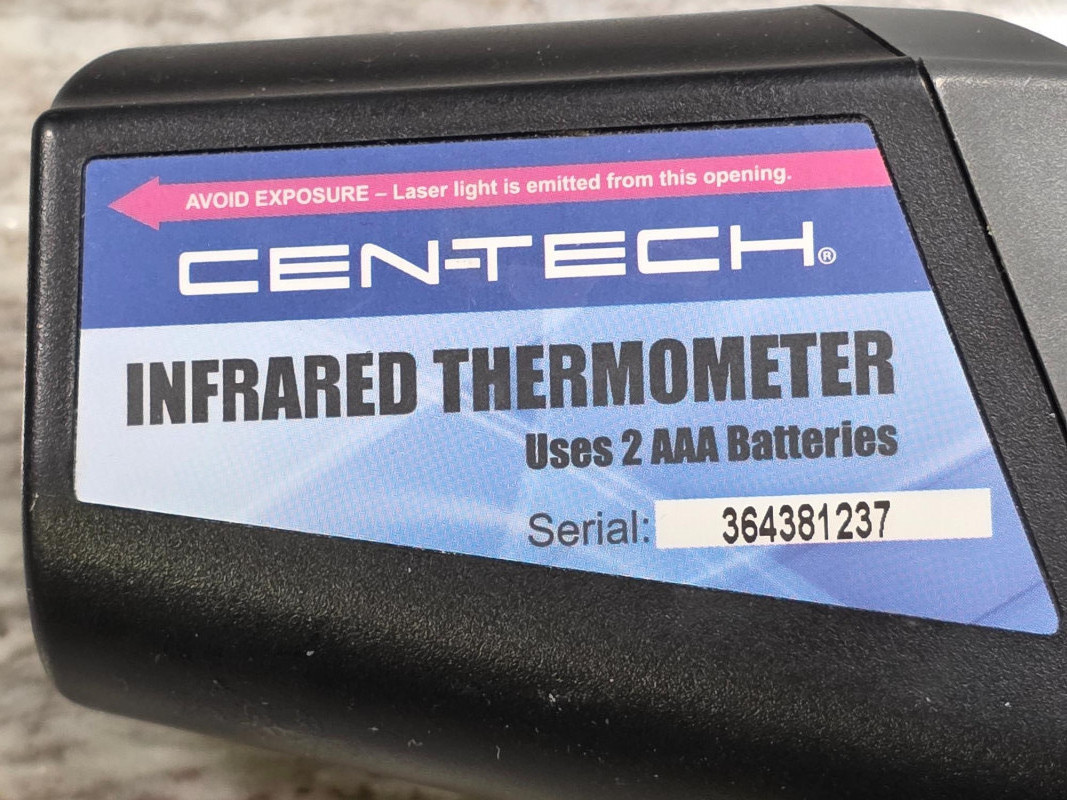 AVOID EXPOSURE – Laser light is emitted from this opening.
CEN-TECH®
INFRARED THERMOMETER
Uses 2 AAA Batteries
Serial: 364381237